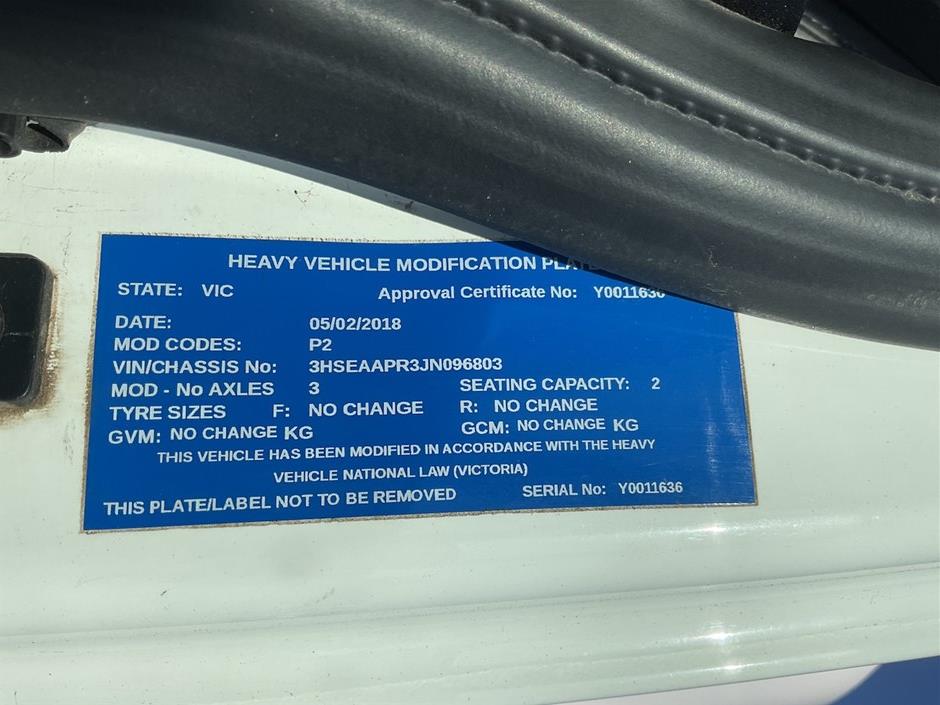 HEAVY VEHICLE MODIFICATION
STATE: VIC Approval Certificate No: Y0011636
DATE: 05/02/2018
MOD CODES: P2
VIN/CHASSIS No: 3HSEAAPR3JN096803
MOD - No AXLES 3 SEATING CAPACITY: 2
TYRE SIZES F: NO CHANGE R: NO CHANGE
GVM: NO CHANGE KG GCM: NO CHANGE KG
THIS VEHICLE HAS BEEN MODIFIED IN ACCORDANCE WITH THE HEAVY
VEHICLE NATIONAL LAW (VICTORIA)
THIS PLATE/LABEL NOT TO BE REMOVED SERIAL No: Y0011636